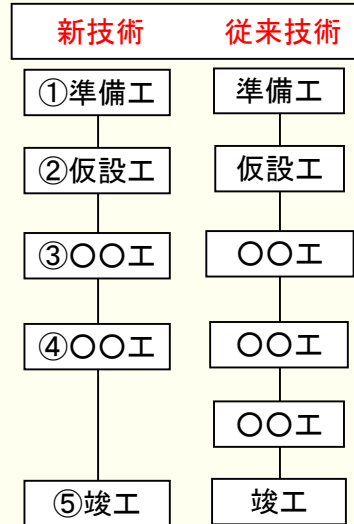 新技術 従来技術
①準備工 準備工
②仮設工 仮設工
③〇〇工 〇〇工
④〇〇工 〇〇工
〇〇工
⑤竣工 竣工